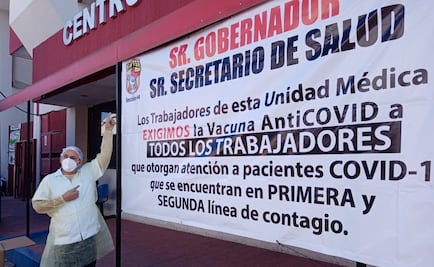 CENTRO
SR. GOBERNADOR
SR. SECRETARIO DE SALUD
Los Trabajadores de esta Unidad Médica
EXIGIMOS la Vacuna AntiCOVID a
TODOS LOS TRABAJADORES
que otorgan atención a pacientes COVID-1
que se encuentran en PRIMERA y
SEGUNDA línea de contagio.